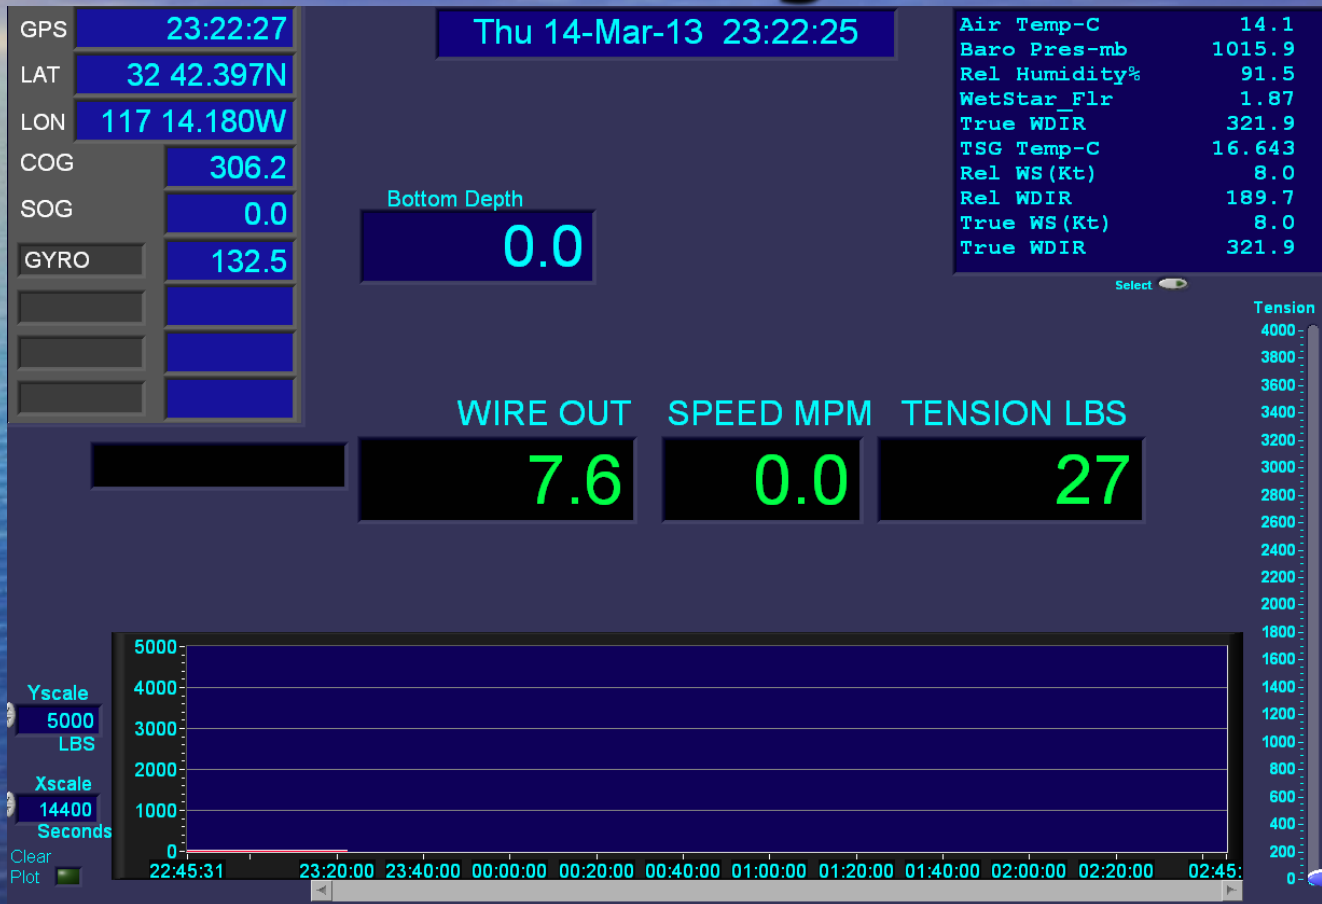 GPS 23:22:27
LAT 32 42.397N
LON 117 14.180W
COG 306.2
SOG 0.0
GYRO 132.5
Thu 14-Mar-13 23:22:25
Bottom Depth
0.0
Air Temp-C 14.1
Baro Pres-mb 1015.9
Rel Humidity% 91.5
WetStar_Flr 1.87
True WDIR 321.9
TSG Temp-C 16.643
Rel WS(Kt) 8.0
Rel WDIR 189.7
True WS(Kt) 8.0
True WDIR 321.9
Select
WIRE OUT SPEED MPM TENSION LBS
7.6 0.0 27
Tension
4000
3800
3600
3400
3200
3000
2800
2600
2400
2200
2000
1800
1600
1400
1200
1000
800
600
400
200
0
Yscale
5000
LBS
Xscale
14400
Seconds
Clear
Plot
5000
4000
3000
2000
1000
0
22:45:31 23:20:00 23:40:00 00:00:00 00:20:00 00:40:00 01:00:00 01:20:00 01:40:00 02:00:00 02:20:00 02:45: